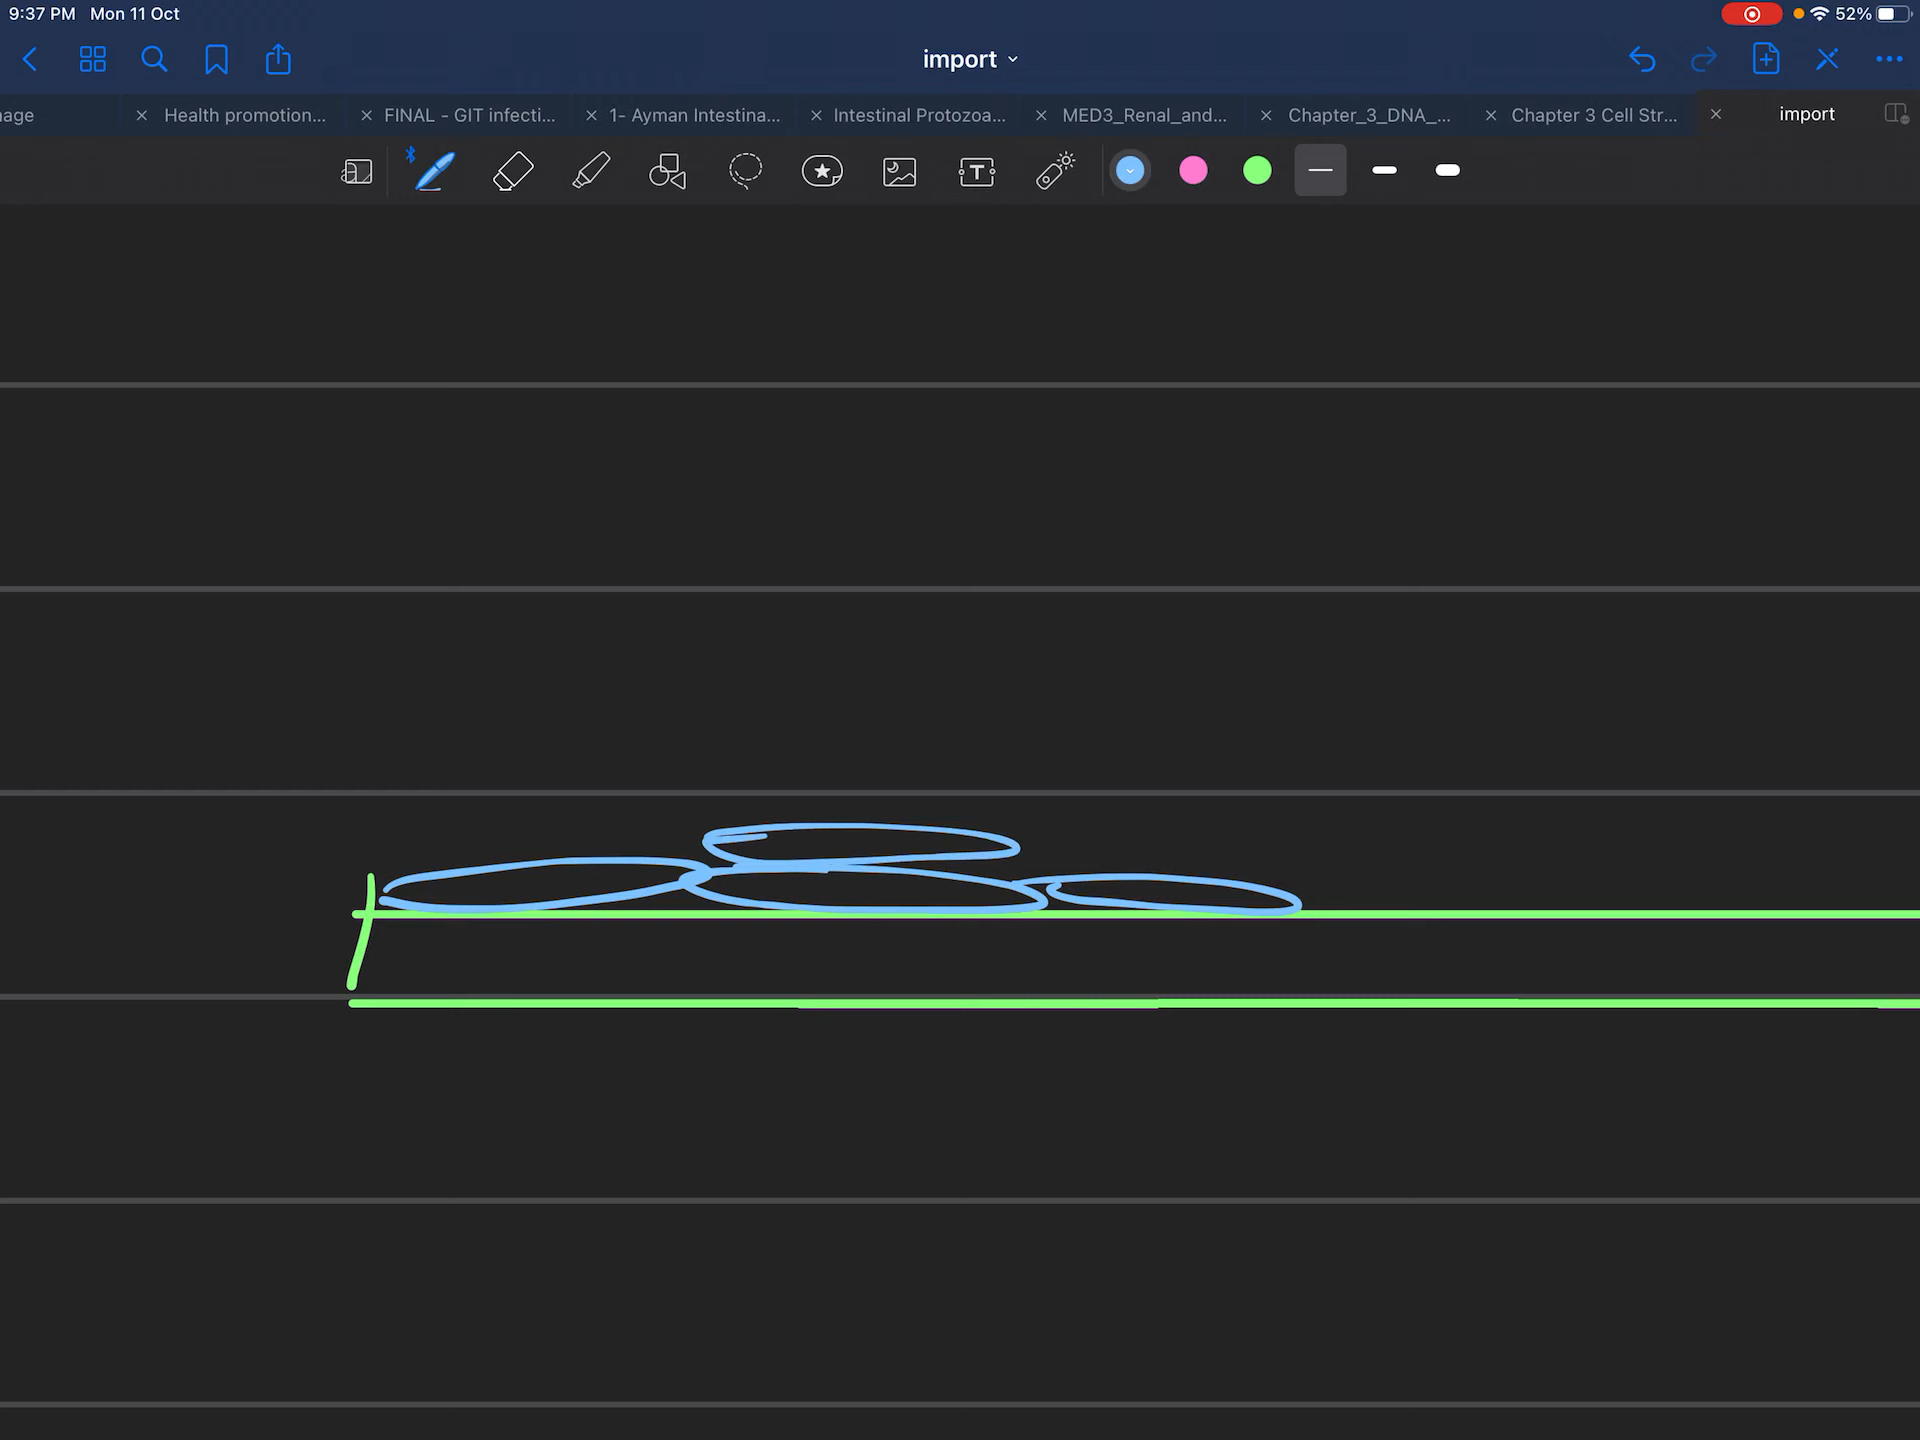 9:37 PM Mon 11 Oct 52%
import
nage Health promotion... FINAL - GIT infecti... 1- Ayman Intestina... Intestinal Protozoa... MED3_Renal_and... Chapter_3_DNA_... Chapter 3 Cell Str... import